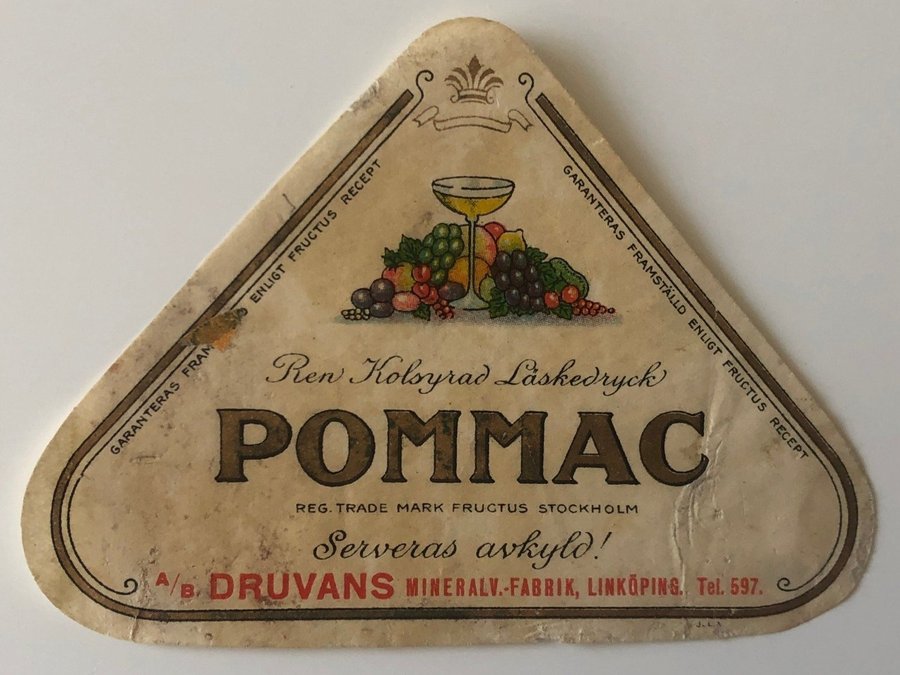 GARANTERAS FRAM S ENLIGT FRUCTUS RECEPT
GARANTERAS FRAMSTÄLLD ENLIGT FRUCTUS RECEPT
Ren Kolsyrad Läskedryck
POMMAC
REG. TRADE MARK FRUCTUS STOCKHOLM
Serveras avkyld!
A/B DRUVANS MINERALV.-FABRIK, LINKÖPING. Tel. 597.